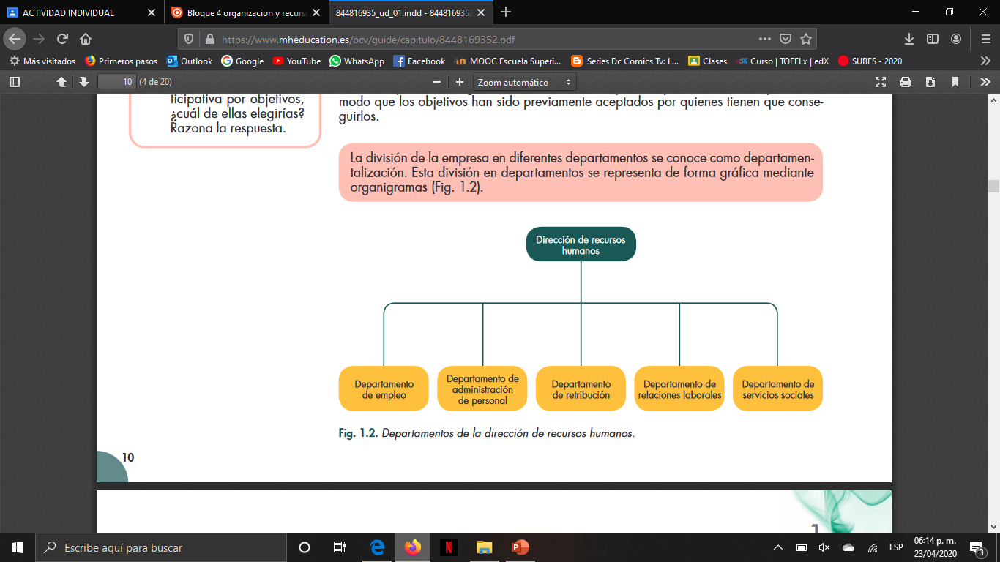 ACTIVIDAD INDIVIDUAL
Bloque 4 organizacion y recurs
844816935_ud_01.indd - 844816935
https://www.mheducation.es/bcv/guide/capitulo/8448169352.pdf
Más visitados
Primeros pasos
Outlook
Google
YouTube
WhatsApp
Facebook
MOOC Escuela Superi...
Series Dc Comics Tv: L...
Clases
Curso | TOEFLx | edX
SUBES - 2020
10
(4 de 20)
Zoom automático
ticipativa por objetivos,
¿cuál de ellas elegirías?
Razona la respuesta.
modo que los objetivos han sido previamente aceptados por quienes tienen que conse-
guirlos.
La división de la empresa en diferentes departamentos se conoce como departamen-
talización. Esta división en departamentos se representa de forma gráfica mediante
organigramas (Fig. 1.2).
Dirección de recursos
humanos
Departamento
de empleo
Departamento de
administración
de personal
Departamento
de retribución
Departamento de
relaciones laborales
Departamento de
servicios sociales
Fig. 1.2. Departamentos de la dirección de recursos humanos.
10
1
Escribe aquí para buscar
ESP
06:14 p. m.
23/04/2020
3